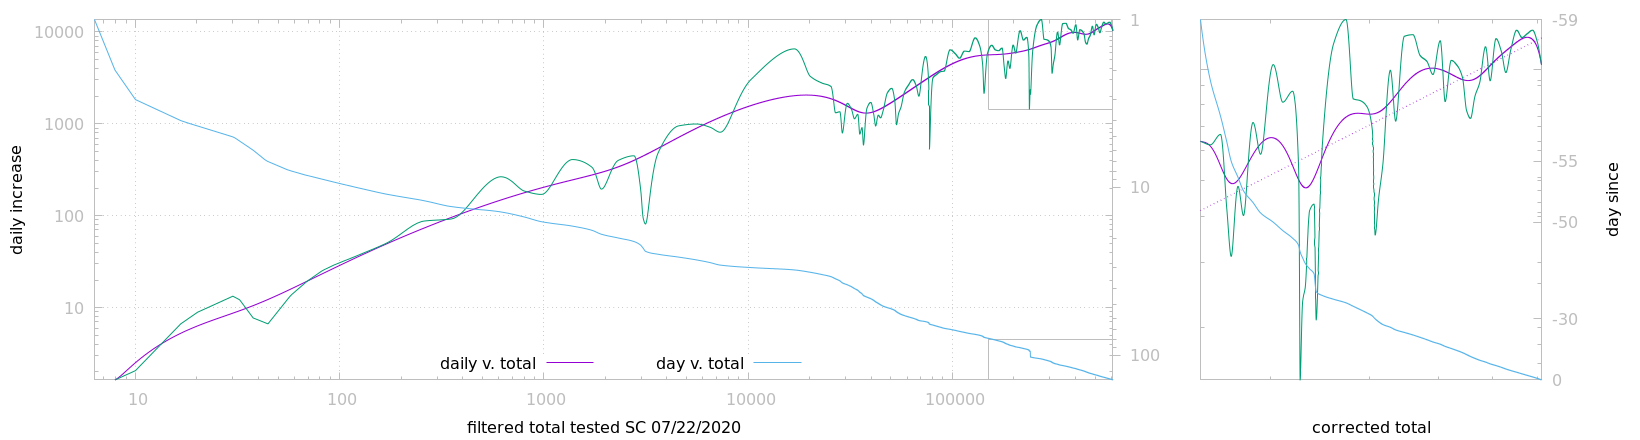 10000
1000
100
10
daily increase
10
100
1000
10000
100000
filtered total tested SC 07/22/2020
daily v. total
day v. total
1
10
100
-59
-55
-50
-30
0
day since
corrected total